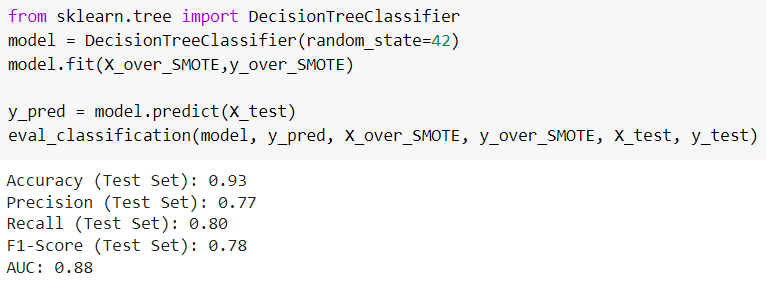 from sklearn.tree import DecisionTreeClassifier
model = DecisionTreeClassifier(random_state=42)
model.fit(X_over_SMOTE,y_over_SMOTE)
y_pred = model.predict(X_test)
eval_classification(model, y_pred, X_over_SMOTE, y_over_SMOTE, X_test, y_test)
Accuracy (Test Set): 0.93
Precision (Test Set): 0.77
Recall (Test Set): 0.80
F1-Score (Test Set): 0.78
AUC: 0.88